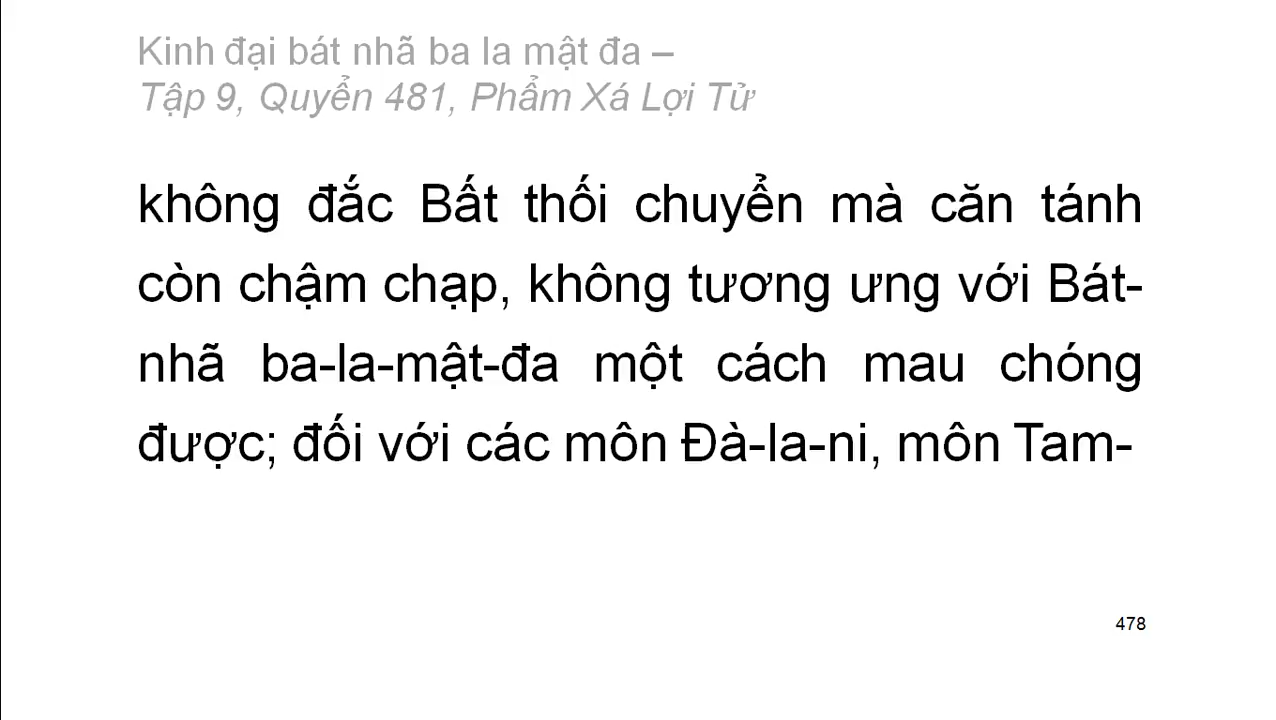 Kinh đại bát nhã ba la mật đa –
Tập 9, Quyển 481, Phẩm Xá Lợi Tử
không đắc Bất thối chuyển mà căn tánh
còn chậm chạp, không tương ưng với Bát-
nhã ba-la-mật-đa một cách mau chóng
được; đối với các môn Đà-la-ni, môn Tam-
478